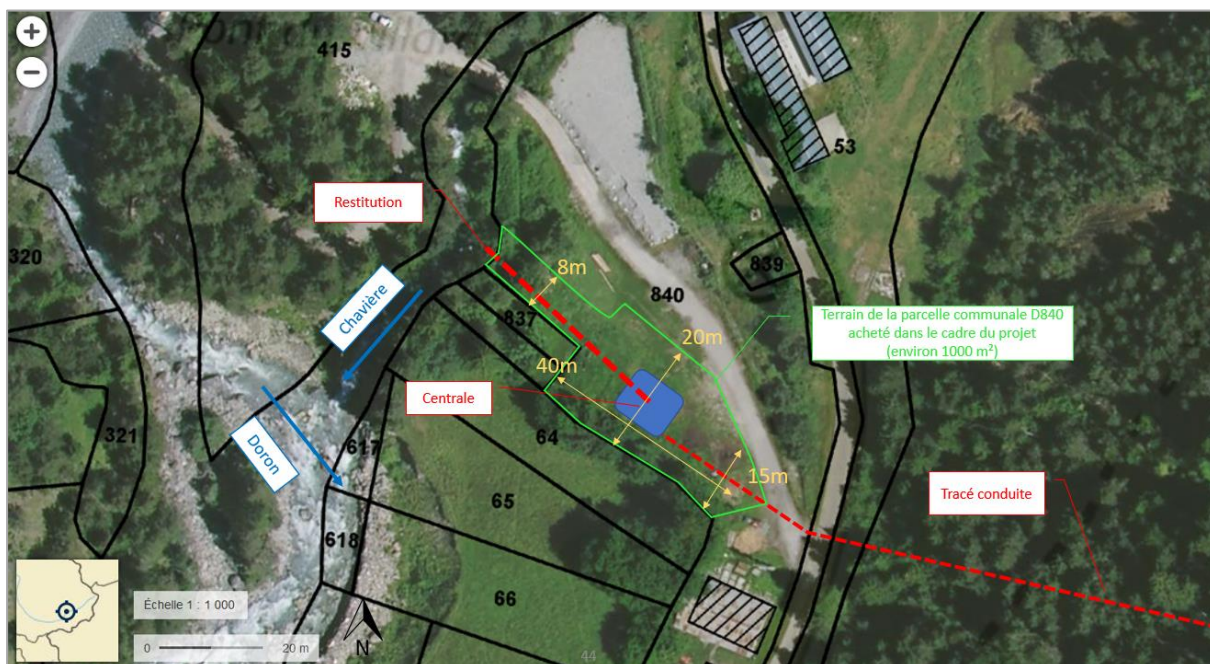 +
−
415
53
Restitution
320
839
8m
840
Chavière
837
Terrain de la parcelle communale D840
acheté dans le cadre du projet
(environ 1000 m²)
20m
40m
Centrale
321
617
64
Doron
15m
65
Tracé conduite
618
66
Échelle 1 : 1 000
0
20 m
N
44